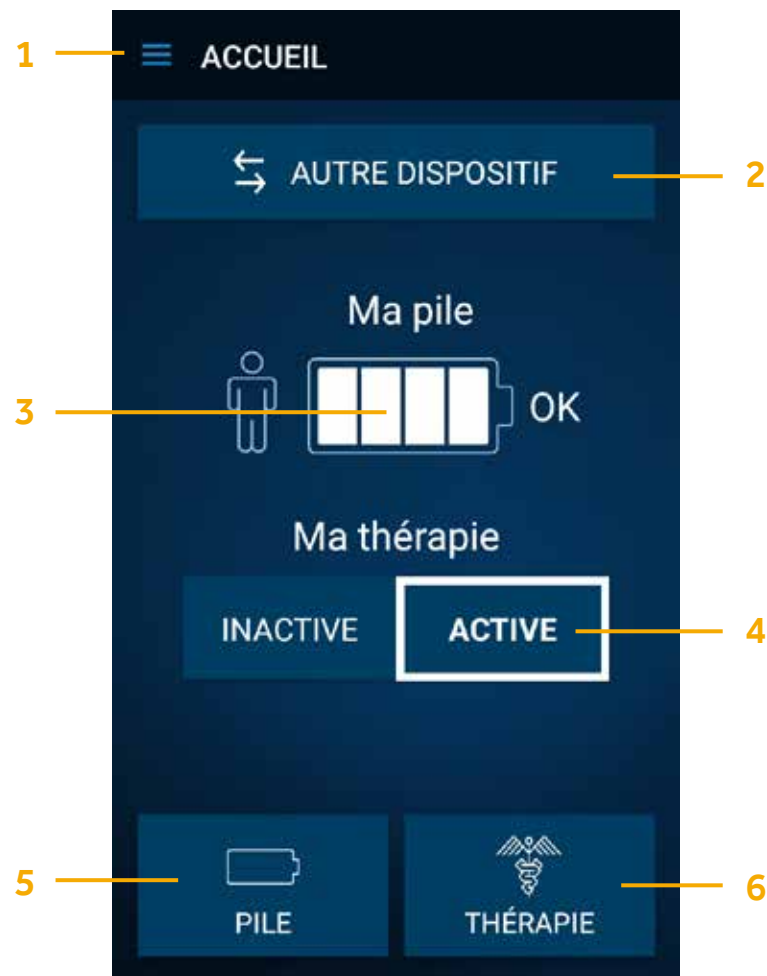 1
ACCUEIL
AUTRE DISPOSITIF
2
Ma pile
3
OK
Ma thérapie
INACTIVE
ACTIVE
4
5
PILE
THÉRAPIE
6